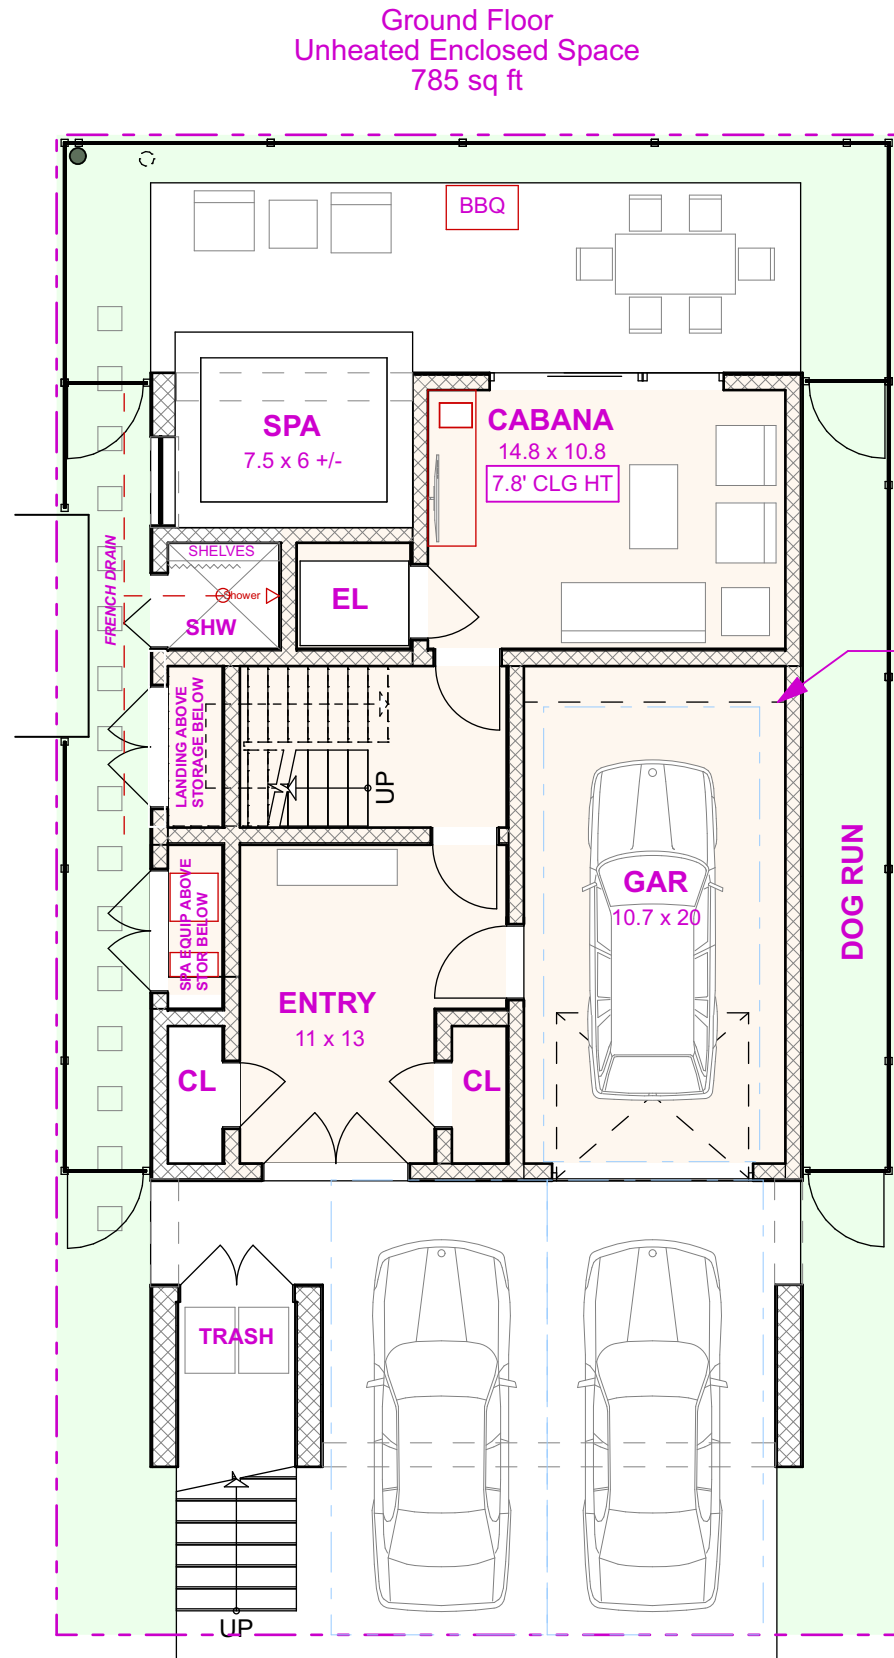 Ground Floor
Unheated Enclosed Space
785 sq ft
BBQ
SPA
7.5 x 6 +/-
CABANA
14.8 x 10.8
7.8' CLG HT
SHELVES
FRENCH DRAIN
Shower
SHW
EL
LANDING ABOVE
STORAGE BELOW
UP
SPA EQUIP ABOVE
STOR BELOW
GAR
10.7 x 20
DOG RUN
ENTRY
11 x 13
CL
CL
TRASH
UP